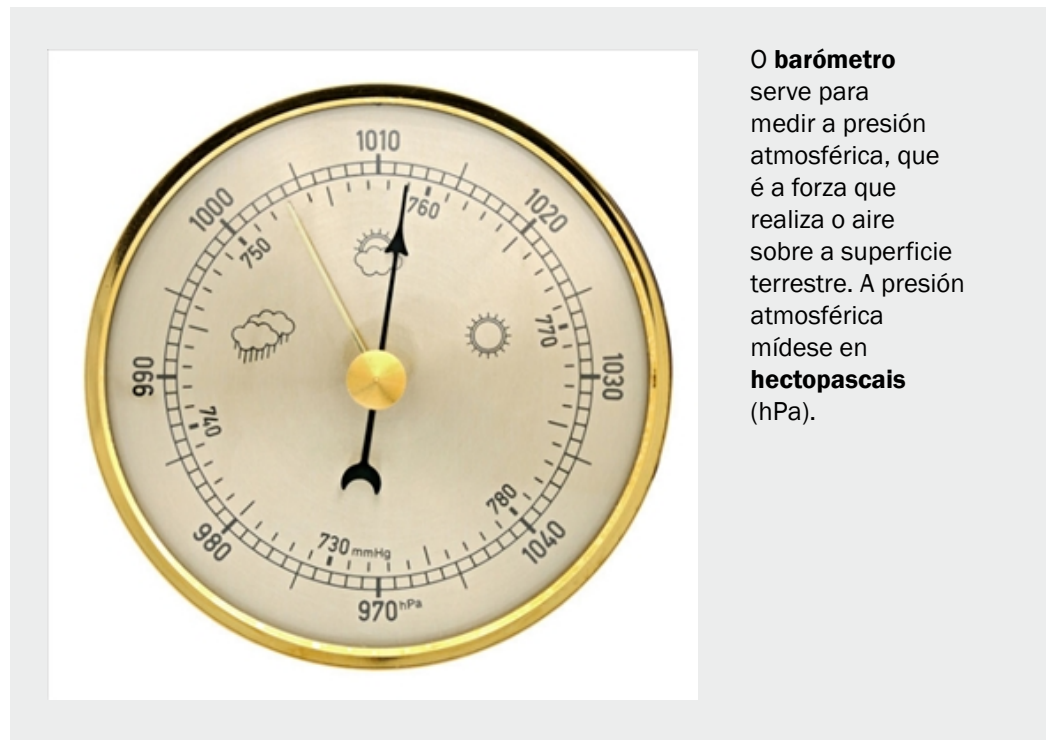 1010
1020
1030
1040
970 hPa
980
990
1000
760
770
780
730 mmHg
740
750
O barómetro
serve para
medir a presión
atmosférica, que
é a forza que
realiza o aire
sobre a superficie
terrestre. A presión
atmosférica
mídese en
hectopascais
(hPa).